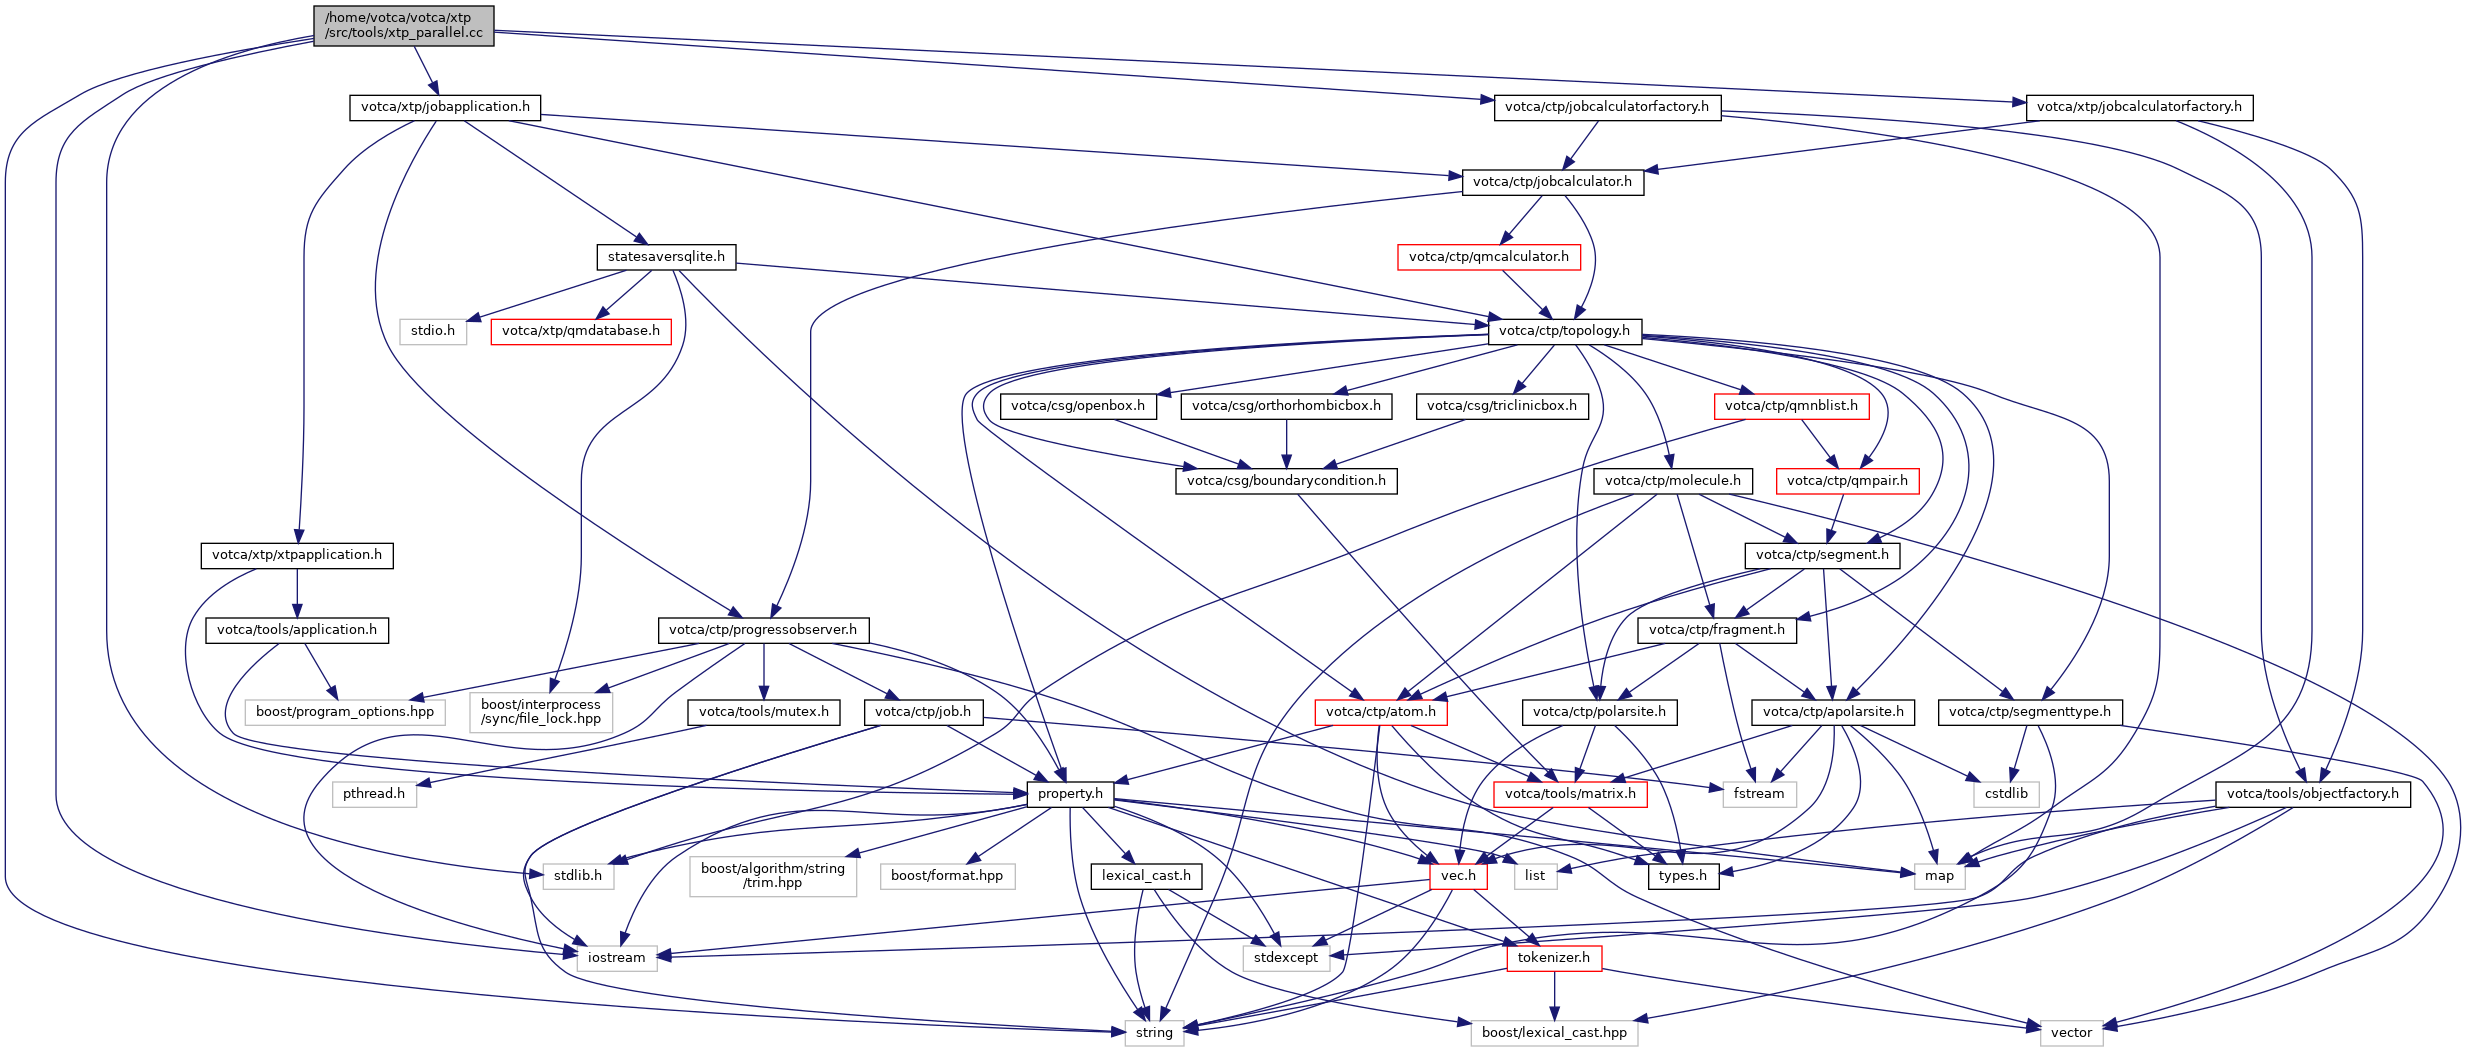 /home/votca/votca/xtp
/src/tools/xtp_parallel.cc
votca/xtp/jobapplication.h
votca/ctp/jobcalculatorfactory.h
votca/xtp/jobcalculatorfactory.h
votca/ctp/jobcalculator.h
statesaversqlite.h
votca/ctp/qmcalculator.h
stdio.h
votca/xtp/qmdatabase.h
votca/ctp/topology.h
votca/csg/openbox.h
votca/csg/orthorhombicbox.h
votca/csg/triclinicbox.h
votca/ctp/qmnblist.h
votca/csg/boundarycondition.h
votca/ctp/molecule.h
votca/ctp/qmpair.h
votca/xtp/xtpapplication.h
votca/ctp/segment.h
votca/tools/application.h
votca/ctp/progressobserver.h
votca/ctp/fragment.h
boost/program_options.hpp
boost/interprocess
/sync/file_lock.hpp
votca/tools/mutex.h
votca/ctp/job.h
votca/ctp/atom.h
votca/ctp/polarsite.h
votca/ctp/apolarsite.h
votca/ctp/segmenttype.h
pthread.h
property.h
votca/tools/matrix.h
fstream
cstdlib
votca/tools/objectfactory.h
stdlib.h
boost/algorithm/string
/trim.hpp
boost/format.hpp
lexical_cast.h
vec.h
list
types.h
map
iostream
stdexcept
tokenizer.h
string
boost/lexical_cast.hpp
vector